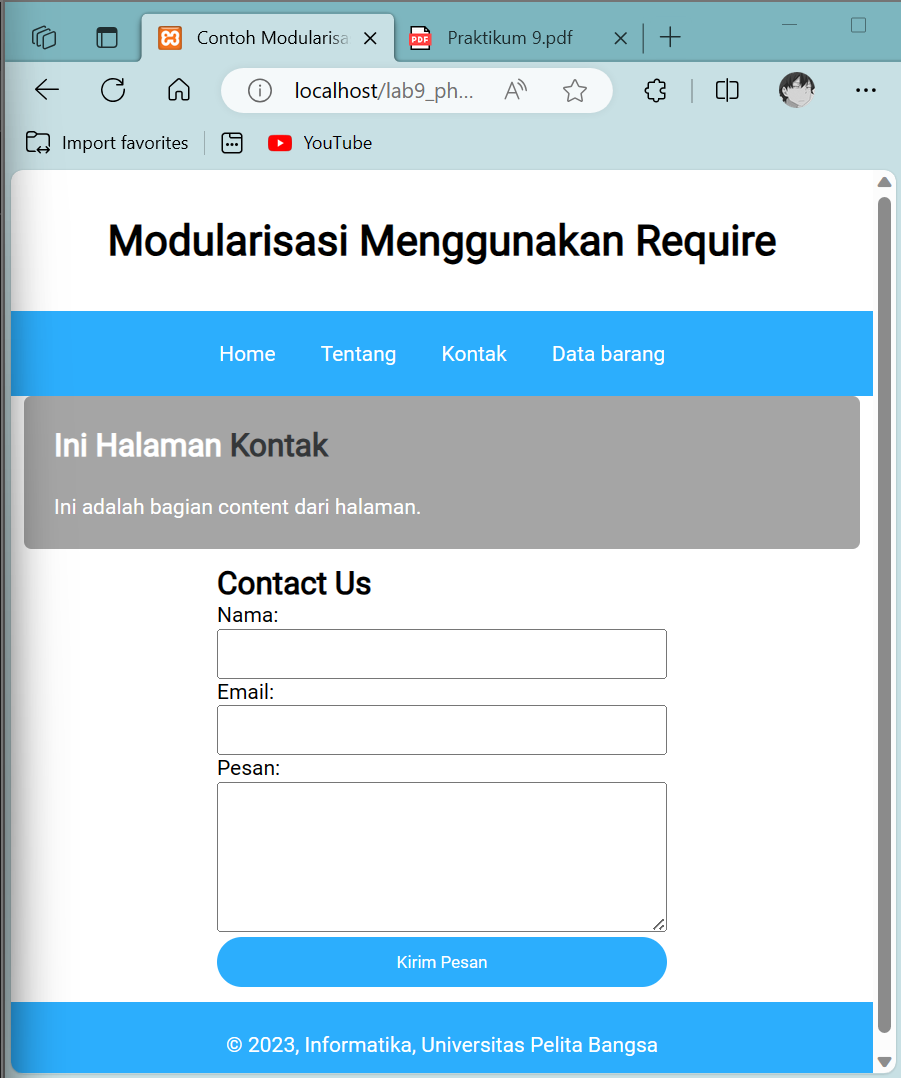 Contoh Modularisa
PDF
Praktikum 9.pdf
localhost/lab9_ph...
Import favorites
YouTube
Modularisasi Menggunakan Require
Home Tentang Kontak Data barang
Ini Halaman Kontak
Ini adalah bagian content dari halaman.
Contact Us
Nama:
Email:
Pesan:
Kirim Pesan
© 2023, Informatika, Universitas Pelita Bangsa